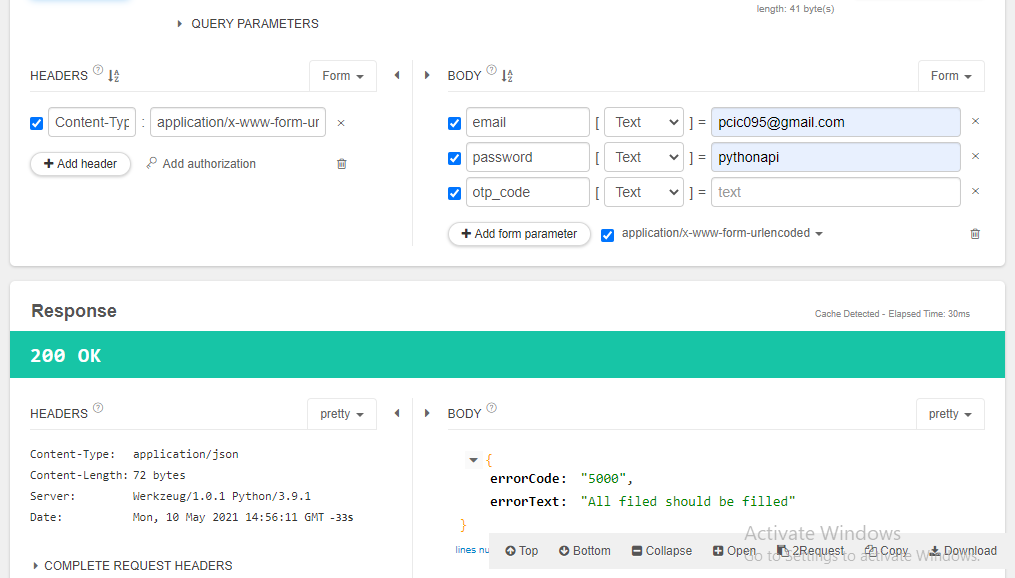 length: 41 byte(s)
QUERY PARAMETERS
HEADERS ? Form
Content-Typ : application/x-www-form-ur ×
Add header Add authorization
BODY ? Form
email [ Text ] = pcic095@gmail.com ×
password [ Text ] = pythonapi ×
otp_code [ Text ] = text ×
Add form parameter application/x-www-form-urlencoded
Response
Cache Detected - Elapsed Time: 30ms
200 OK
HEADERS ? pretty
Content-Type: application/json
Content-Length: 72 bytes
Server: Werkzeug/1.0.1 Python/3.9.1
Date: Mon, 10 May 2021 14:56:11 GMT -33s
COMPLETE REQUEST HEADERS
BODY ? pretty
{
errorCode: "5000",
errorText: "All filed should be filled"
}
lines nu
Top Bottom Collapse Open 2Request Copy Download
Activate Windows
Go to Settings to activate Windows.